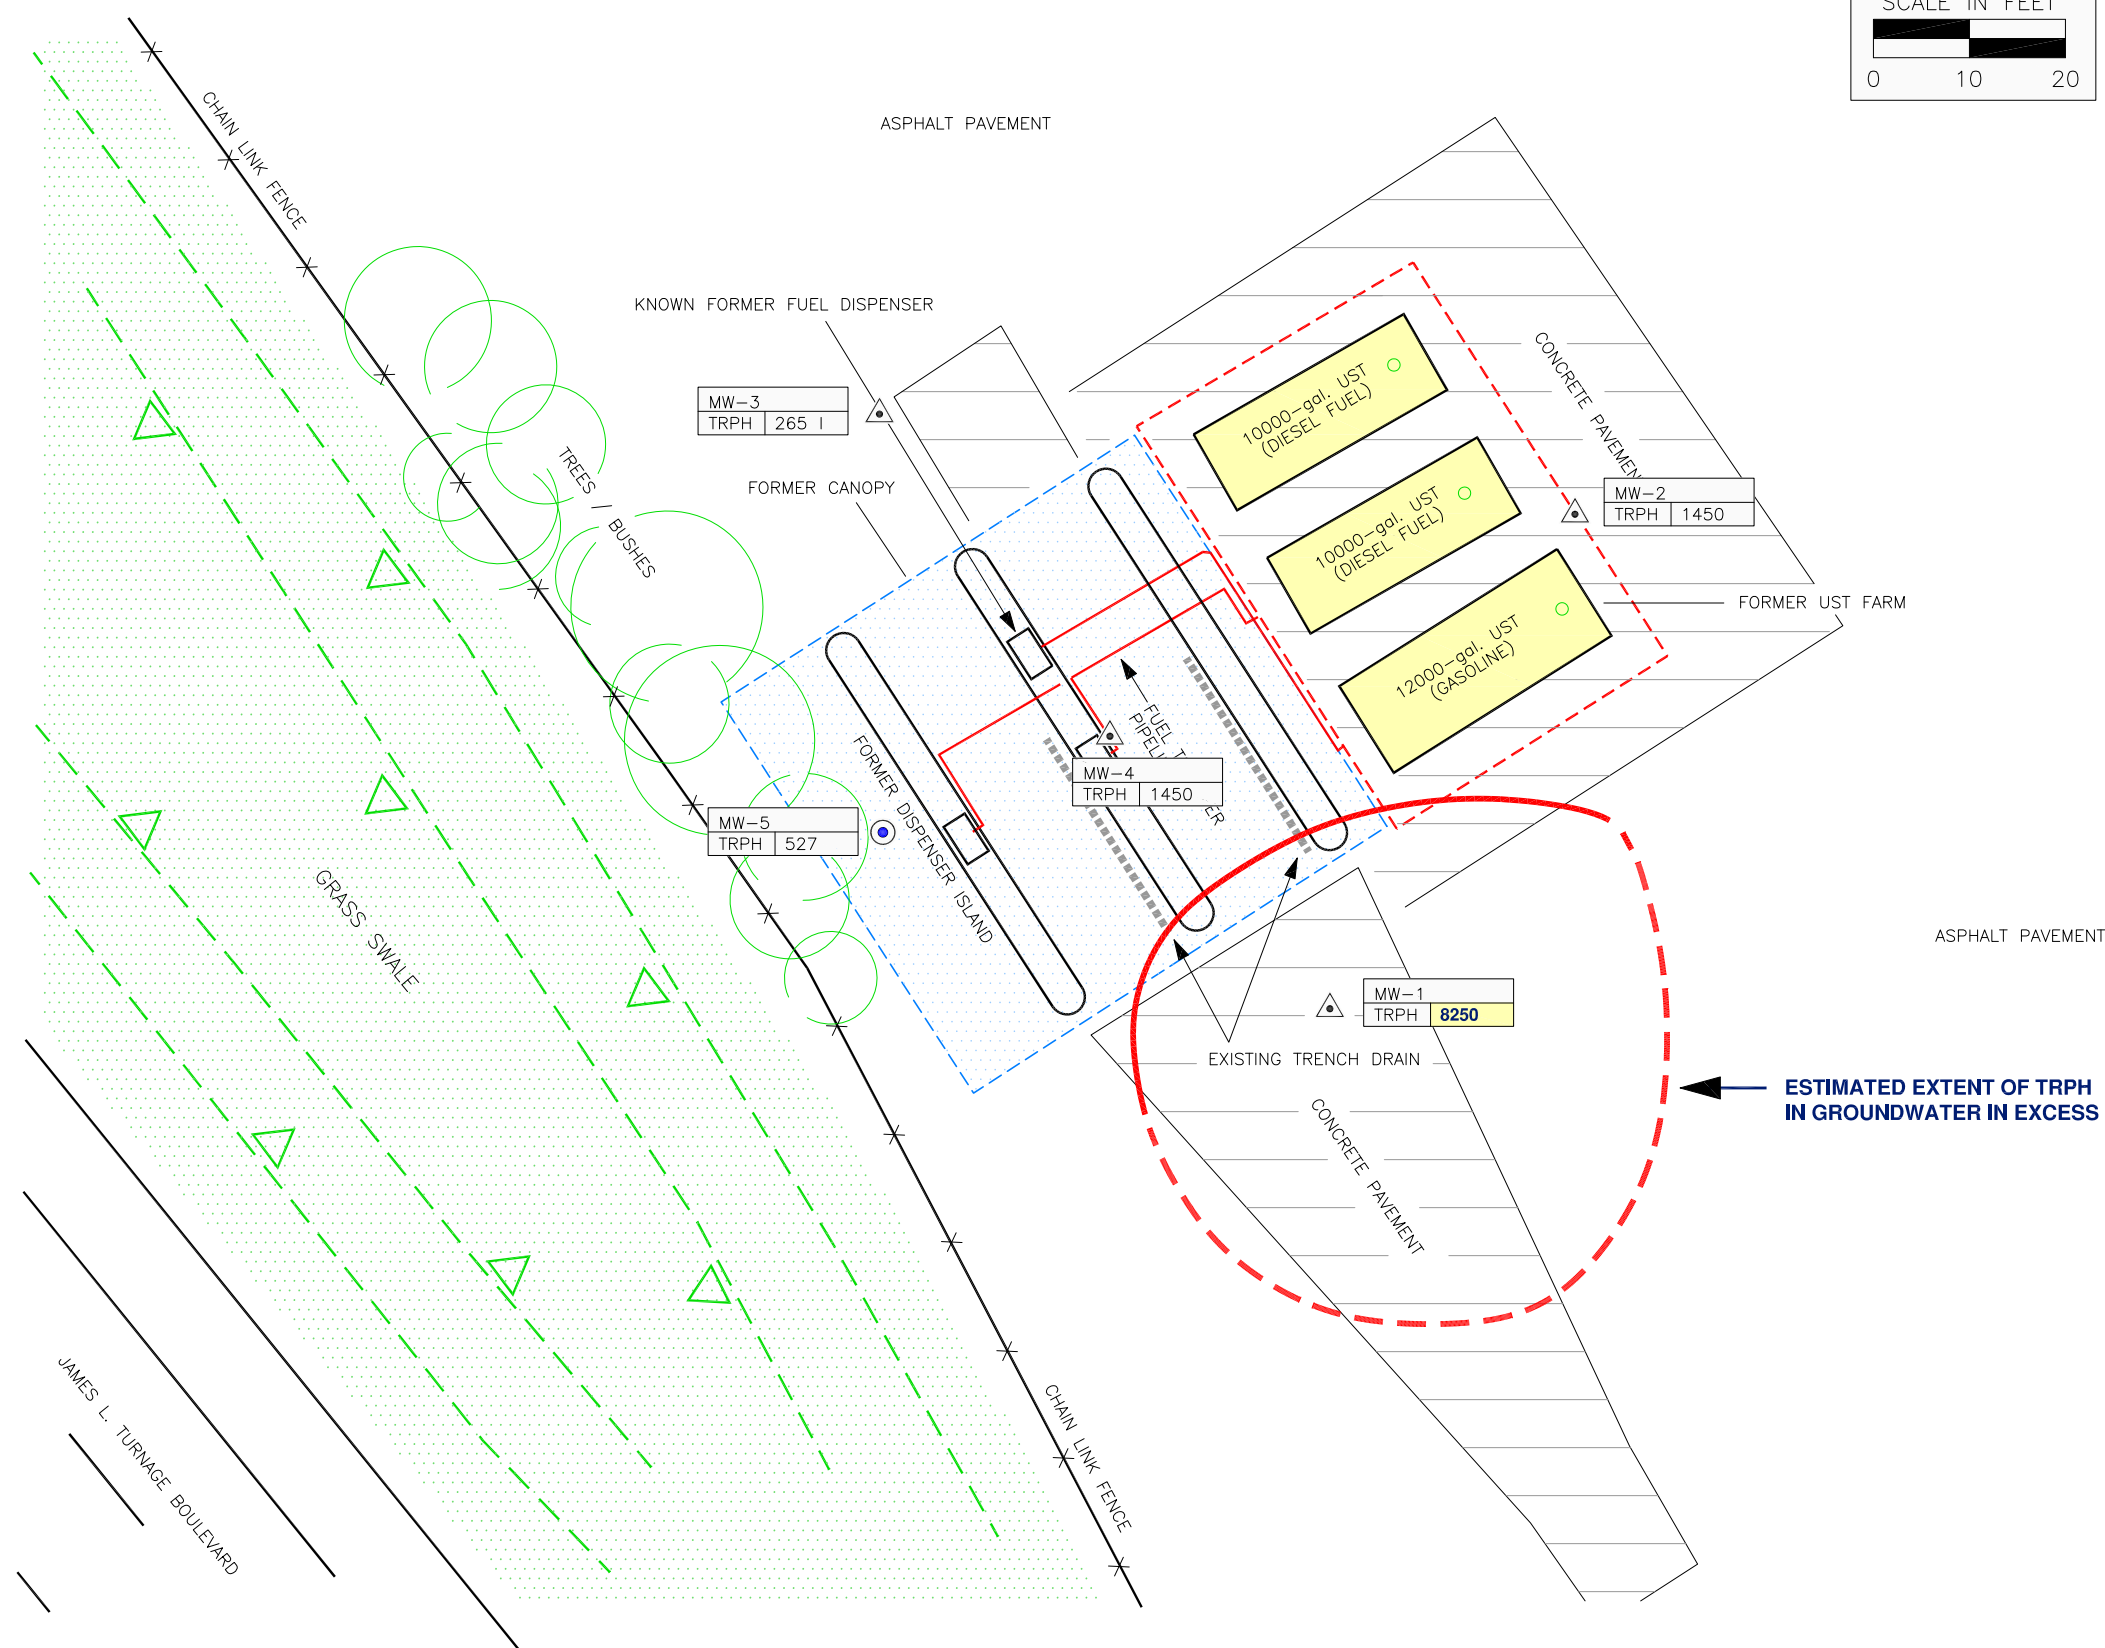 SCALE IN FEET
0 10 20
ASPHALT PAVEMENT
CHAIN LINK FENCE
KNOWN FORMER FUEL DISPENSER
CONCRETE PAVEMENT
10000-gal. UST
(DIESEL FUEL)
MW-3
TRPH 265 I
TREES / BUSHES
FORMER CANOPY
10000-gal. UST
(DIESEL FUEL)
MW-2
TRPH 1450
FORMER UST FARM
12000-gal. UST
(GASOLINE)
FUEL
MW-4
TRPH 1450
MW-5
TRPH 527
FORMER DISPENSER ISLAND
GRASS SWALE
ASPHALT PAVEMENT
MW-1
TRPH 8250
EXISTING TRENCH DRAIN
ESTIMATED EXTENT OF TRPH
IN GROUNDWATER IN EXCESS
CONCRETE PAVEMENT
JAMES L. TURNAGE BOULEVARD
CHAIN LINK FENCE